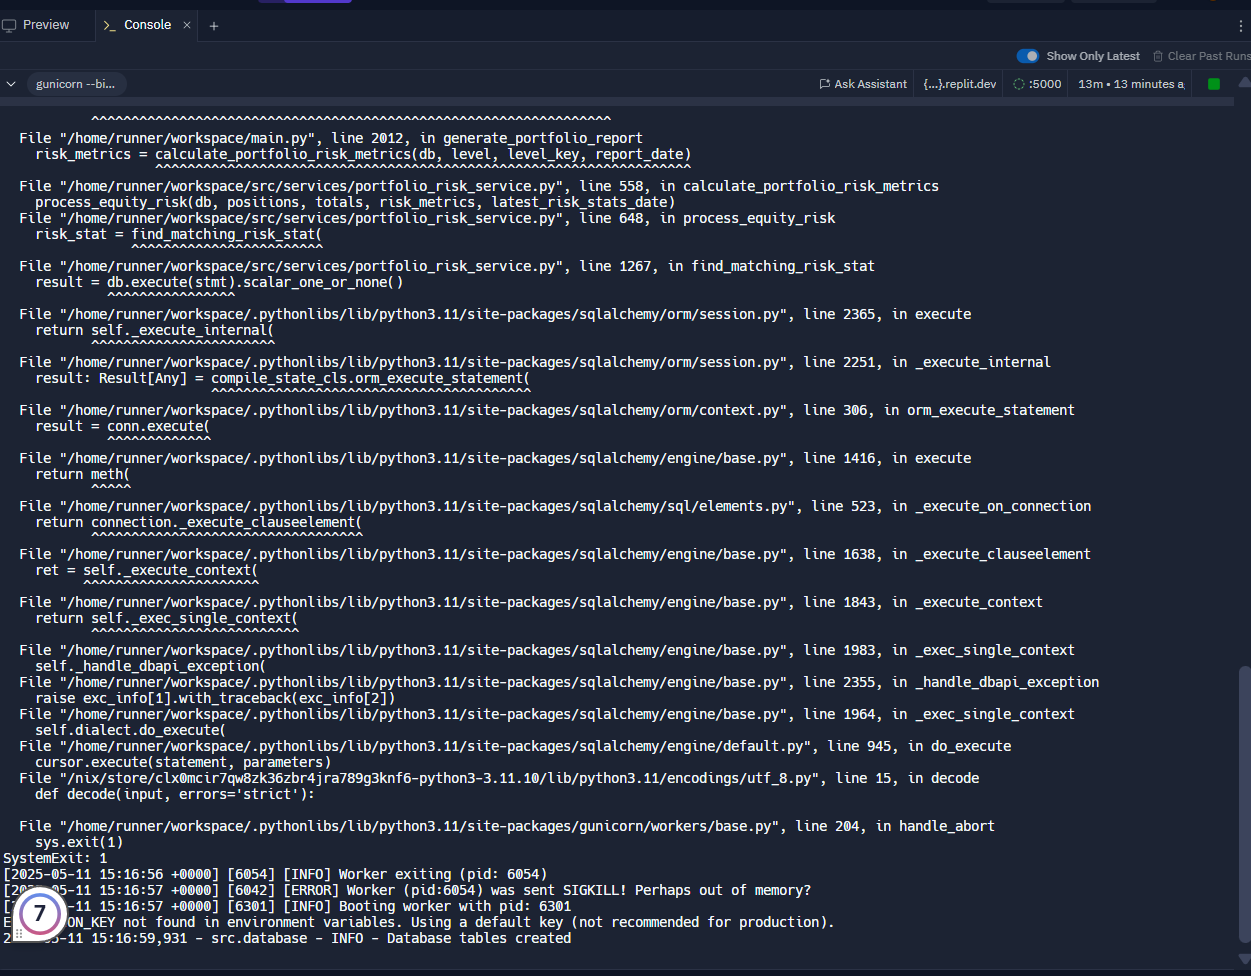 Preview
>_ Console × +
Show Only Latest Clear Past Runs
gunicorn --bi... Ask Assistant {...}.replit.dev :5000 13m • 13 minutes a
^^^^^^^^^^^^^^^^^^^^^^^^^^^^^^^^^^^^^^^^^^^^^^^^^^^^^^^^^^^^^^^^^
File "/home/runner/workspace/main.py", line 2012, in generate_portfolio_report
risk_metrics = calculate_portfolio_risk_metrics(db, level, level_key, report_date)
^^^^^^^^^^^^^^^^^^^^^^^^^^^^^^^^^^^^^^^^^^^^^^^^^^^^^^^^^^^^^^^^^^^
File "/home/runner/workspace/src/services/portfolio_risk_service.py", line 558, in calculate_portfolio_risk_metrics
process_equity_risk(db, positions, totals, risk_metrics, latest_risk_stats_date)
File "/home/runner/workspace/src/services/portfolio_risk_service.py", line 648, in process_equity_risk
risk_stat = find_matching_risk_stat(
^^^^^^^^^^^^^^^^^^^^^^^^
File "/home/runner/workspace/src/services/portfolio_risk_service.py", line 1267, in find_matching_risk_stat
result = db.execute(stmt).scalar_one_or_none()
^^^^^^^^^^^^^^^^
File "/home/runner/workspace/.pythonlibs/lib/python3.11/site-packages/sqlalchemy/orm/session.py", line 2365, in execute
return self._execute_internal(
^^^^^^^^^^^^^^^^^^^^^^^
File "/home/runner/workspace/.pythonlibs/lib/python3.11/site-packages/sqlalchemy/orm/session.py", line 2251, in _execute_internal
result: Result[Any] = compile_state_cls.orm_execute_statement(
^^^^^^^^^^^^^^^^^^^^^^^^^^^^^^^^^^^^^^^^
File "/home/runner/workspace/.pythonlibs/lib/python3.11/site-packages/sqlalchemy/orm/context.py", line 306, in orm_execute_statement
result = conn.execute(
^^^^^^^^^^^^^
File "/home/runner/workspace/.pythonlibs/lib/python3.11/site-packages/sqlalchemy/engine/base.py", line 1416, in execute
return meth(
^^^^^
File "/home/runner/workspace/.pythonlibs/lib/python3.11/site-packages/sqlalchemy/sql/elements.py", line 523, in _execute_on_connection
return connection._execute_clauseelement(
^^^^^^^^^^^^^^^^^^^^^^^^^^^^^^^^^^
File "/home/runner/workspace/.pythonlibs/lib/python3.11/site-packages/sqlalchemy/engine/base.py", line 1638, in _execute_clauseelement
ret = self._execute_context(
^^^^^^^^^^^^^^^^^^^^^^
File "/home/runner/workspace/.pythonlibs/lib/python3.11/site-packages/sqlalchemy/engine/base.py", line 1843, in _execute_context
return self._exec_single_context(
^^^^^^^^^^^^^^^^^^^^^^^^^^
File "/home/runner/workspace/.pythonlibs/lib/python3.11/site-packages/sqlalchemy/engine/base.py", line 1983, in _exec_single_context
self._handle_dbapi_exception(
File "/home/runner/workspace/.pythonlibs/lib/python3.11/site-packages/sqlalchemy/engine/base.py", line 2355, in _handle_dbapi_exception
raise exc_info[1].with_traceback(exc_info[2])
File "/home/runner/workspace/.pythonlibs/lib/python3.11/site-packages/sqlalchemy/engine/base.py", line 1964, in _exec_single_context
self.dialect.do_execute(
File "/home/runner/workspace/.pythonlibs/lib/python3.11/site-packages/sqlalchemy/engine/default.py", line 945, in do_execute
cursor.execute(statement, parameters)
File "/nix/store/clx0mcir7qw8zk36zbr4jra789g3knf6-python3-3.11.10/lib/python3.11/encodings/utf_8.py", line 15, in decode
def decode(input, errors='strict'):
File "/home/runner/workspace/.pythonlibs/lib/python3.11/site-packages/gunicorn/workers/base.py", line 204, in handle_abort
sys.exit(1)
SystemExit: 1
[2025-05-11 15:16:56 +0000] [6054] [INFO] Worker exiting (pid: 6054)
05-11 15:16:57 +0000] [6042] [ERROR] Worker (pid:6054) was sent SIGKILL! Perhaps out of memory?
7
-11 15:16:57 +0000] [6301] [INFO] Booting worker with pid: 6301
ON_KEY not found in environment variables. Using a default key (not recommended for production).
-11 15:16:59,931 - src.database - INFO - Database tables created